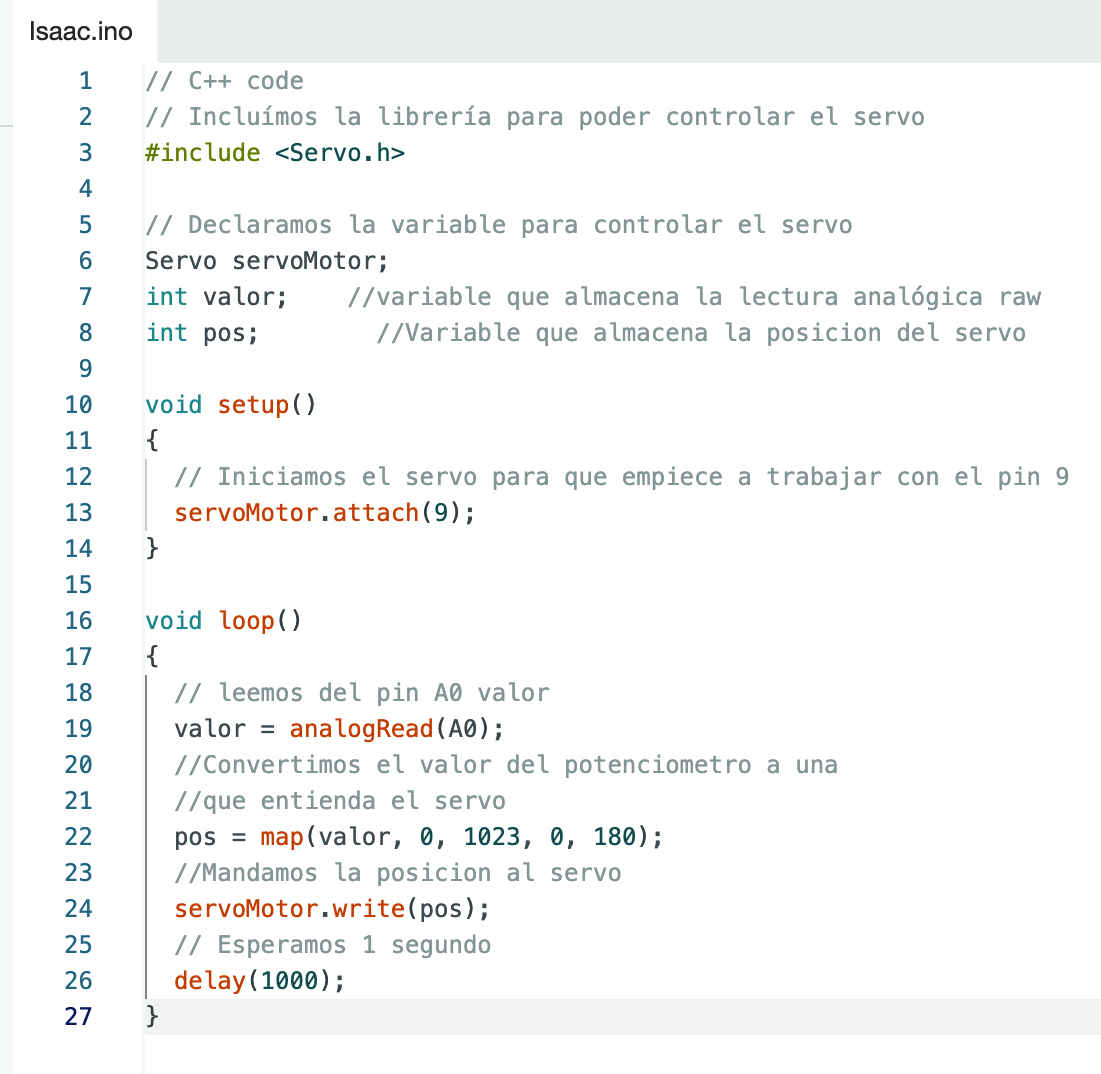 Isaac.ino
1 // C++ code
2 // Incluímos la librería para poder controlar el servo
3 #include <Servo.h>
4
5 // Declaramos la variable para controlar el servo
6 Servo servoMotor;
7 int valor;    //variable que almacena la lectura analógica raw
8 int pos;        //Variable que almacena la posicion del servo
9
10 void setup()
11 {
12   // Iniciamos el servo para que empiece a trabajar con el pin 9
13   servoMotor.attach(9);
14 }
15
16 void loop()
17 {
18   // leemos del pin A0 valor
19   valor = analogRead(A0);
20   //Convertimos el valor del potenciometro a una
21   //que entienda el servo
22   pos = map(valor, 0, 1023, 0, 180);
23   //Mandamos la posicion al servo
24   servoMotor.write(pos);
25   // Esperamos 1 segundo
26   delay(1000);
27 }